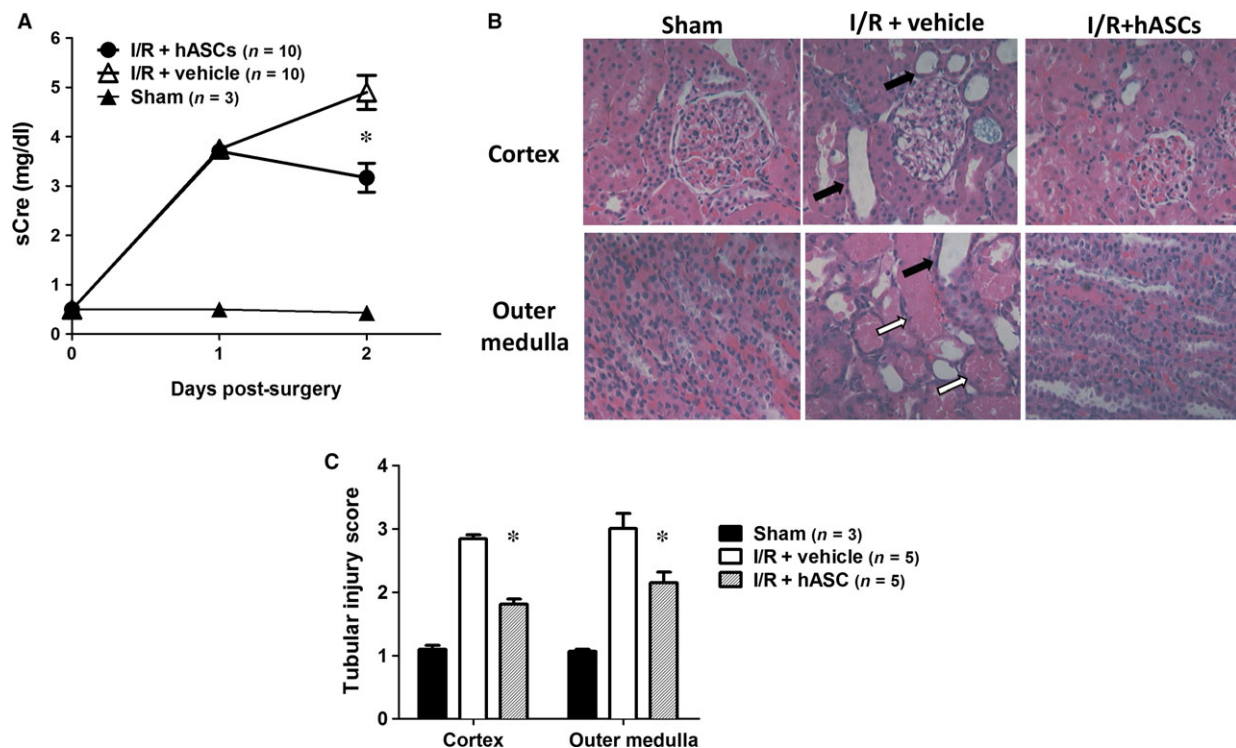 A
I/R + hASCs (n = 10)
I/R + vehicle (n = 10)
Sham (n = 3)
sCre (mg/dl)
6
5
4
3
2
1
0
*
0 1 2
Days post-surgery
B
Sham I/R + vehicle I/R+hASCs
Cortex
Outer
medulla
C
Tubular injury score
4
3
2
1
0
* *
Cortex Outer medulla
Sham (n = 3)
I/R + vehicle (n = 5)
I/R + hASC (n = 5)